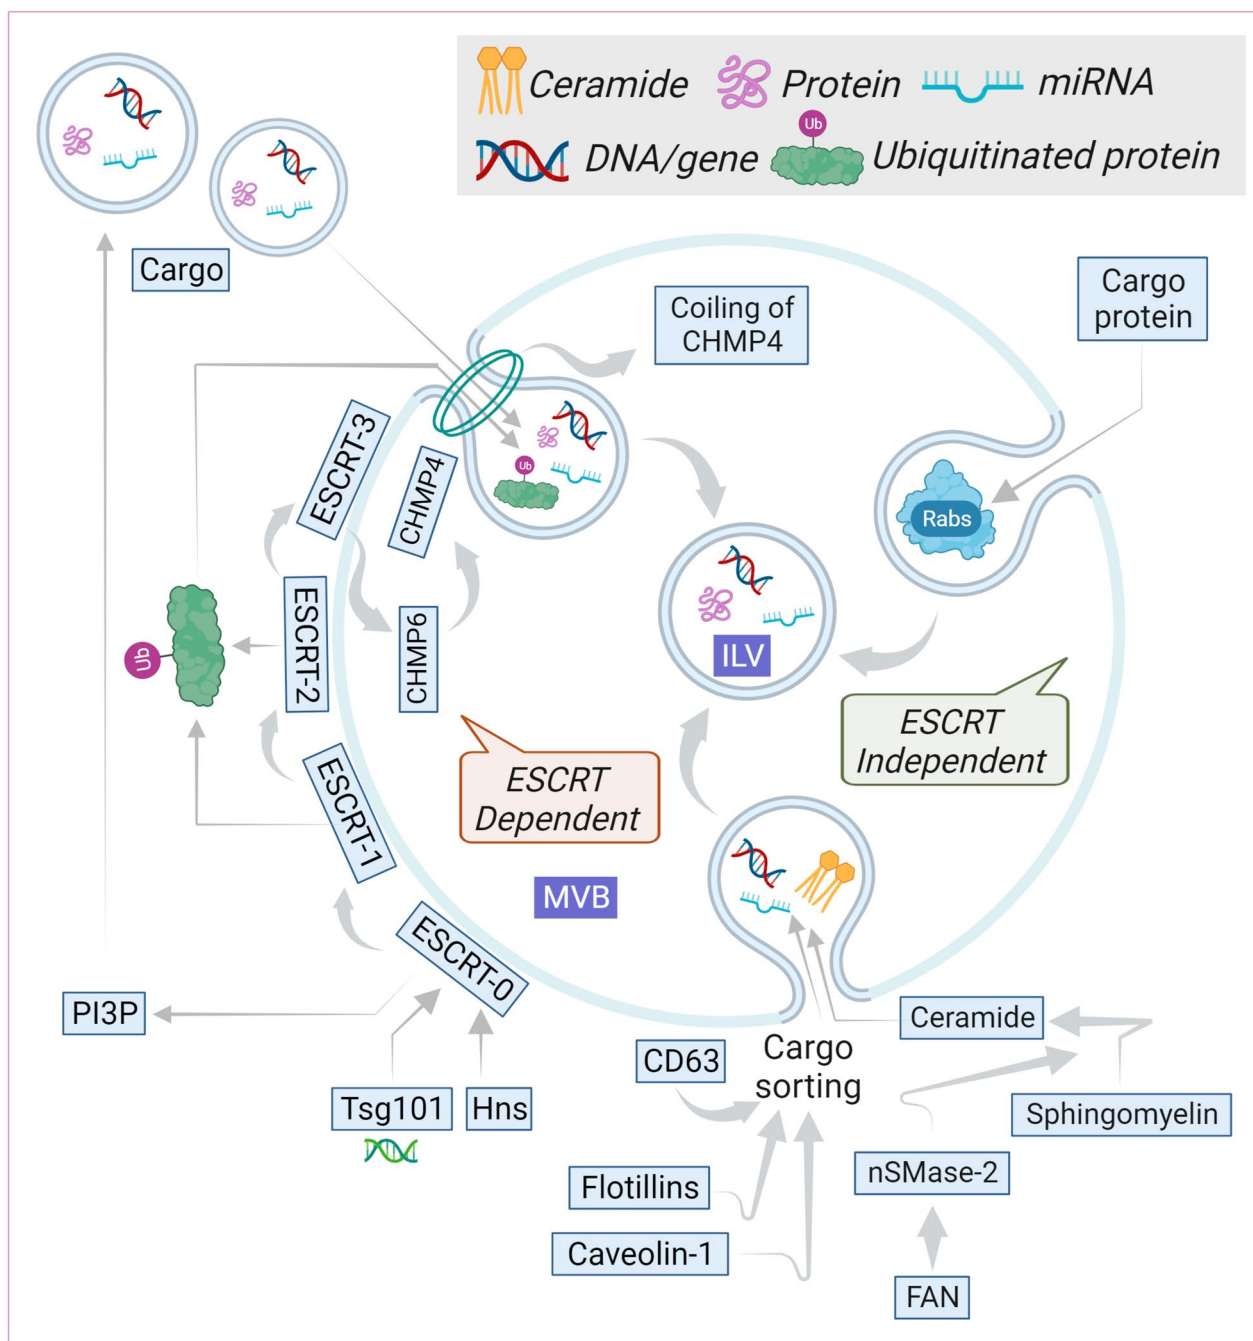 Ceramide
Protein
miRNA
DNA/gene
Ub
Ubiquitinated protein
Cargo
Coiling of
CHMP4
Cargo
protein
ESCRT-3
CHMP4
Ub
Rabs
Ub
ESCRT-2
CHMP6
ILV
ESCRT
Independent
ESCRT
Dependent
ESCRT-1
MVB
ESCRT-0
PI3P
Ceramide
CD63
Cargo
sorting
Tsg101
Hns
Sphingomyelin
Flotillins
nSMase-2
Caveolin-1
FAN